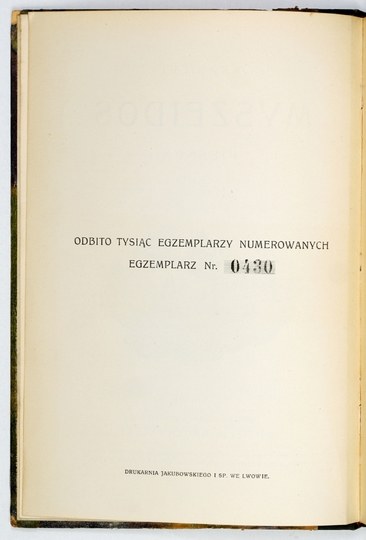 ODBITO TYSIĄC EGZEMPLARZY NUMEROWANYCH
EGZEMPLARZ Nr. 0430
DRUKARNIA JAKUBOWSKIEGO I SP. WE LWOWIE.